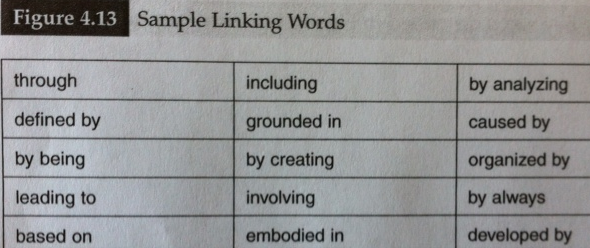 Figure 4.13 Sample Linking Words
through including by analyzing
defined by grounded in caused by
by being by creating organized by
leading to involving by always
based on embodied in developed by